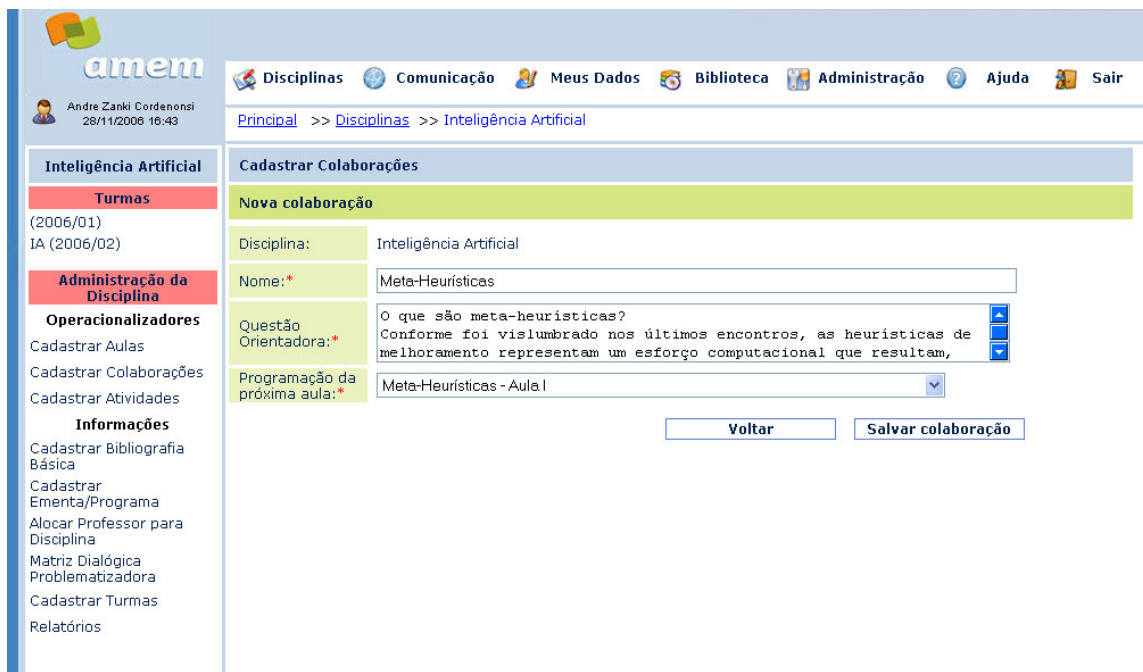 amem
Andre Zanki Cordenonsi
28/11/2006 16:43
Disciplinas Comunicação Meus Dados Biblioteca Administração Ajuda Sair
Principal >> Disciplinas >> Inteligência Artificial
Inteligência Artificial
Turmas
(2006/01)
IA (2006/02)
Administração da
Disciplina
Operacionalizadores
Cadastrar Aulas
Cadastrar Colaborações
Cadastrar Atividades
Informações
Cadastrar Bibliografia
Básica
Cadastrar
Ementa/Programa
Alocar Professor para
Disciplina
Matriz Dialógica
Problematizadora
Cadastrar Turmas
Relatórios
Cadastrar Colaborações
Nova colaboração
Disciplina: Inteligência Artificial
Nome:* Meta-Heurísticas
Questão
Orientadora:*
O que são meta-heurísticas?
Conforme foi vislumbrado nos últimos encontros, as heurísticas de
melhoramento representam um esforço computacional que resultam,
Programação da
próxima aula:*
Meta-Heurísticas - Aula I
Voltar Salvar colaboração